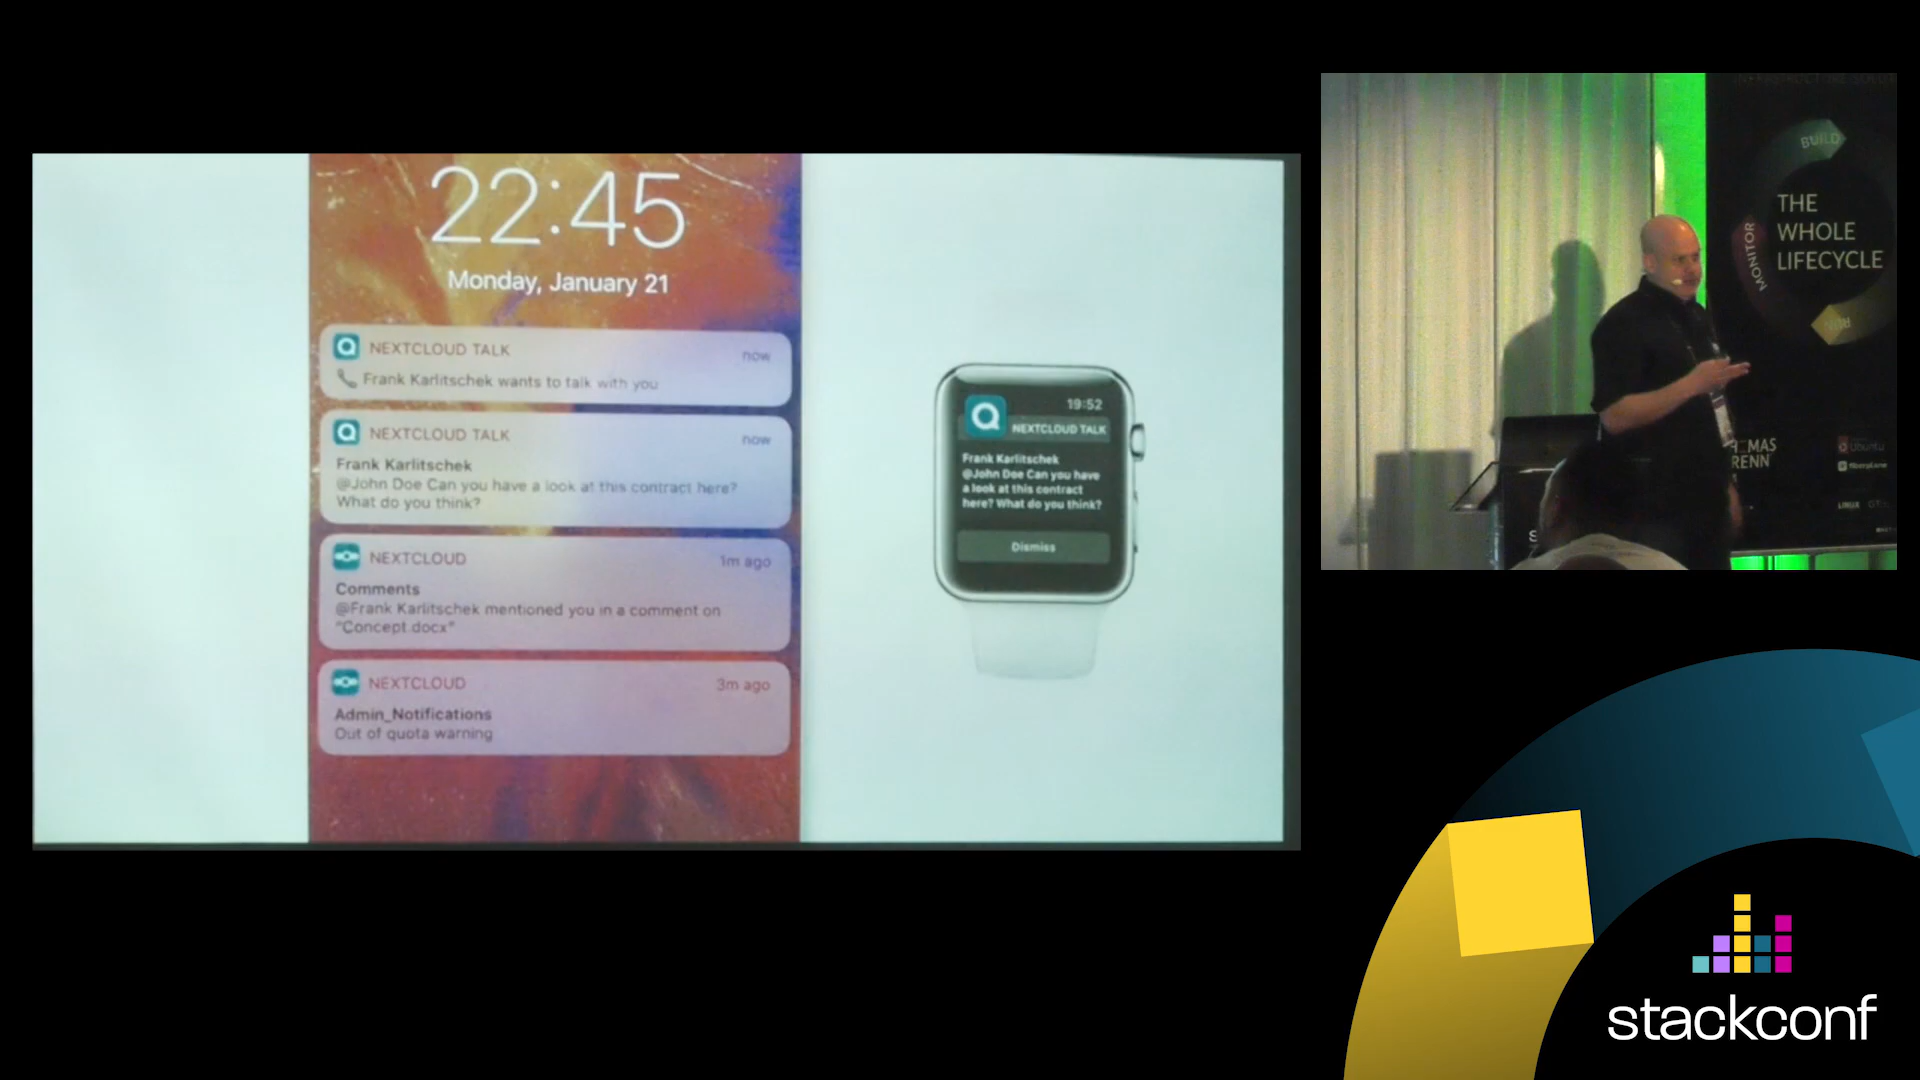 22:45
Monday, January 21
NEXTCLOUD TALK
now
Frank Karlitschek wants to talk with you
NEXTCLOUD TALK
now
Frank Karlitschek
@John Doe Can you have a look at this contract here?
What do you think?
NEXTCLOUD
1m ago
Comments
@Frank Karlitschek mentioned you in a comment on
"Concept.docx"
NEXTCLOUD
3m ago
Admin_Notifications
Out of quota warning
19:52
NEXTCLOUD TALK
Frank Karlitschek
@John Doe Can you have
a look at this contract
here? What do you think?
Dismiss
BUILD
THE
WHOLE
LIFECYCLE
MONITOR
RUN
Ubuntu
stackconf